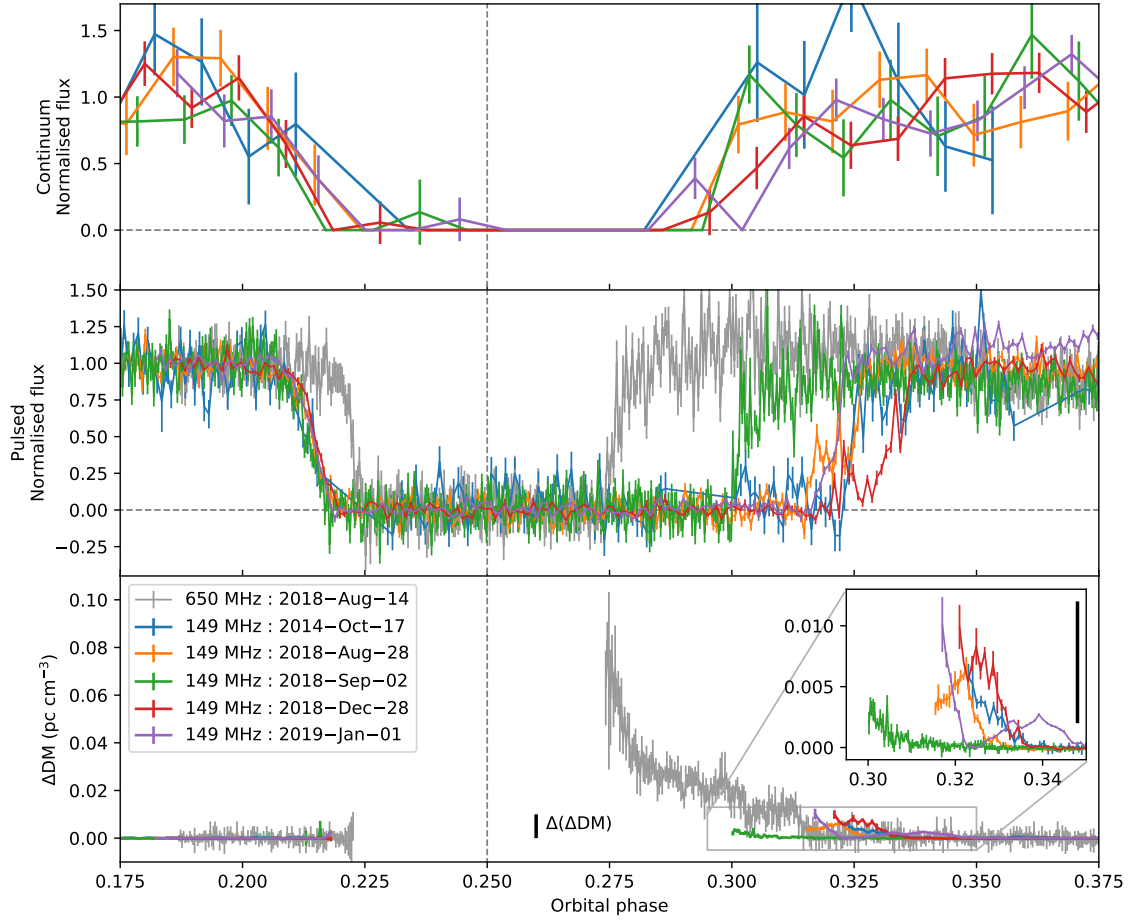 Continuum
Normalised flux
1.5
1.0
0.5
0.0
Pulsed
Normalised flux
1.50
1.25
1.00
0.75
0.50
0.25
0.00
−0.25
ΔDM (pc cm⁻³)
0.10
0.08
0.06
0.04
0.02
0.00
650 MHz : 2018−Aug−14
149 MHz : 2014−Oct−17
149 MHz : 2018−Aug−28
149 MHz : 2018−Sep−02
149 MHz : 2018−Dec−28
149 MHz : 2019−Jan−01
Δ(ΔDM)
0.010
0.005
0.000
0.30 0.32 0.34
0.175 0.200 0.225 0.250 0.275 0.300 0.325 0.350 0.375
Orbital phase